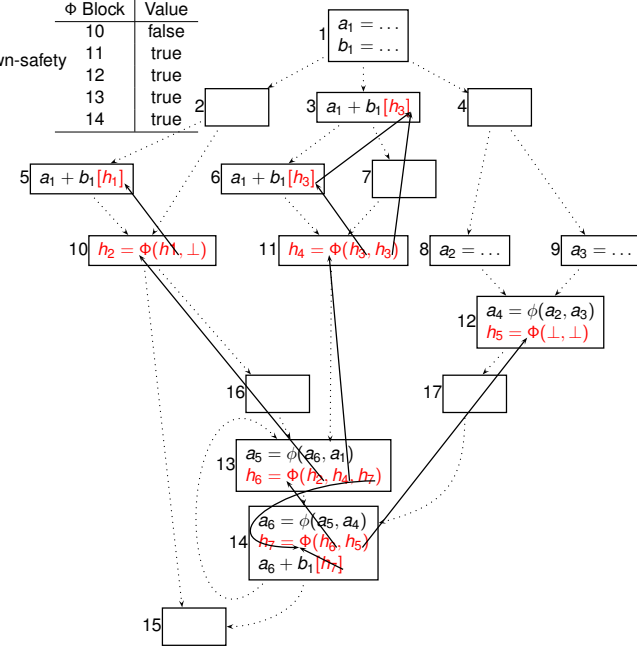 Φ Block Value
10 false
11 true
12 true
13 true
14 true
wn-safety
1
a₁ = …
b₁ = …
2
3 a₁ + b₁[h₃]
4
5 a₁ + b₁[h₁]
6 a₁ + b₁[h₃]
7
10 h₂ = Φ(h1, ⊥)
11 h₄ = Φ(h₃, h₃)
8 a₂ = …
9 a₃ = …
12
a₄ = ϕ(a₂, a₃)
h₅ = Φ(⊥, ⊥)
16
17
13
a₅ = ϕ(a₆, a₁)
h₆ = Φ(h₂, h₄, h₇)
14
a₆ = ϕ(a₅, a₄)
h₇ = Φ(h₆, h₅)
a₆ + b₁[h₇]
15